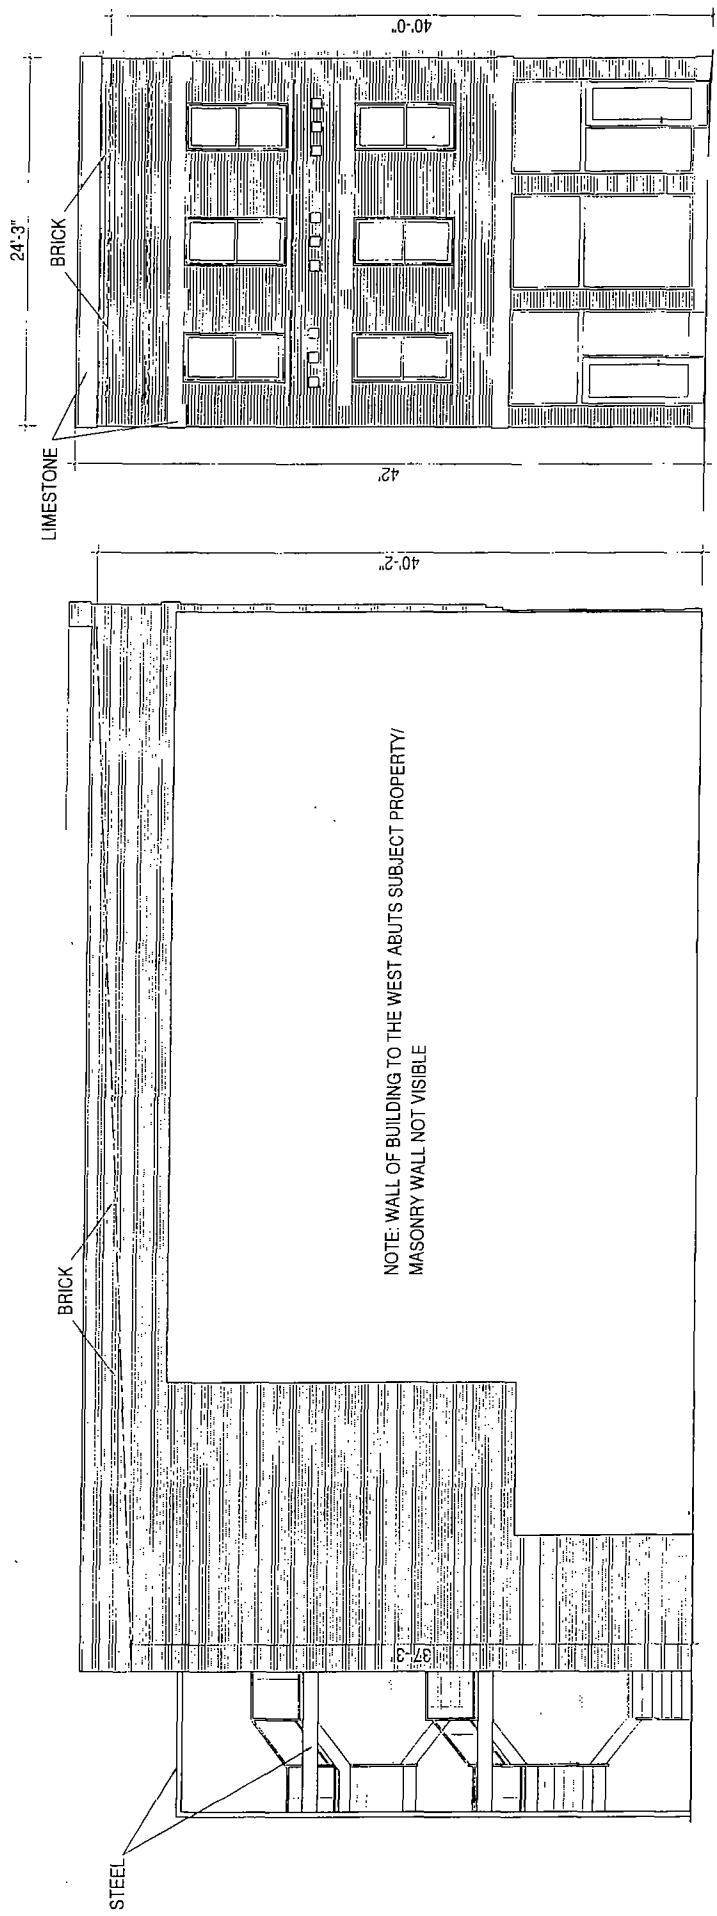 STEEL
BRICK
37'-3"
NOTE: WALL OF BUILDING TO THE WEST ABUTS SUBJECT PROPERTY/
MASONRY WALL NOT VISIBLE
40'-2"
LIMESTONE
BRICK
24'-3"
42'
40'-0"